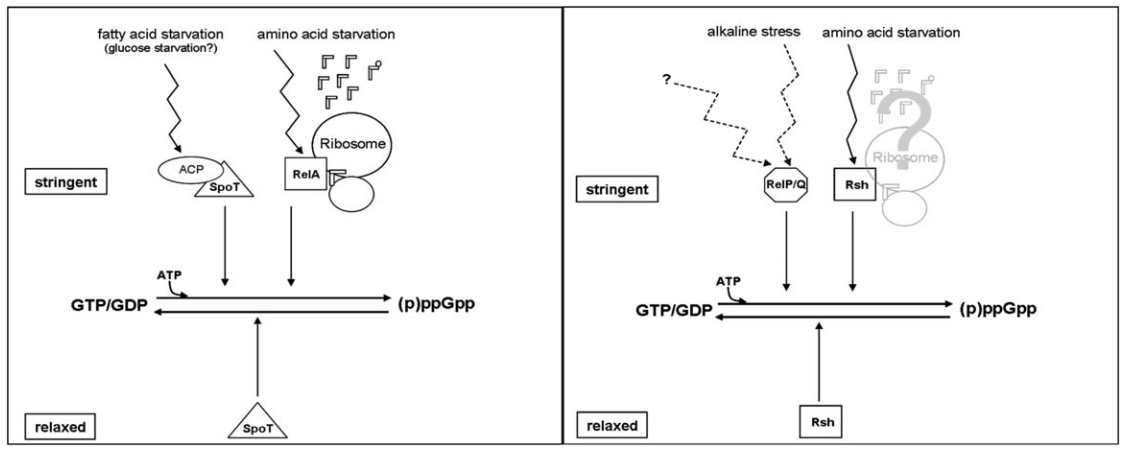 fatty acid starvation
(glucose starvation?)
amino acid starvation
Ribosome
ACP
SpoT
RelA
stringent
ATP
GTP/GDP
(p)ppGpp
SpoT
relaxed
alkaline stress
amino acid starvation
?
?
Ribosome
RelP/Q
Rsh
stringent
ATP
GTP/GDP
(p)ppGpp
Rsh
relaxed